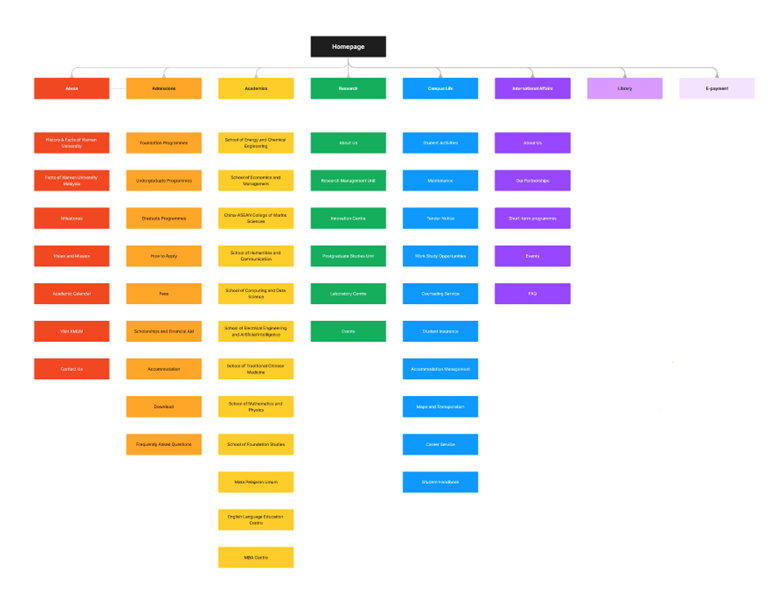 Homepage
About
Admissions
Academics
Research
Campus Life
International Affairs
Library
E-payment
History & Facts of Xiamen
University
Foundation Programme
School of Energy and Chemical
Engineering
About Us
Student Activities
About Us
Facts of Xiamen University
Malaysia
Undergraduate Programmes
School of Economics and
Management
Research Management Unit
Maintenance
Our Partnerships
Milestones
Graduate Programmes
China-ASEAN College of Marine
Sciences
Innovation Centre
Tender Notice
Short-term programmes
Vision and Mission
How to Apply
School of Humanities and
Communication
Postgraduate Studies Unit
Work Study Opportunities
Events
Academic Calendar
Fees
School of Computing and Data
Science
Laboratory Centre
Counseling Service
FAQ
Visit XMUM
Scholarships and Financial Aid
School of Electrical Engineering
and Artificial Intelligence
Events
Student Insurance
Contact Us
Accommodation
School of Traditional Chinese
Medicine
Accommodation Management
Download
School of Mathematics and
Physics
Maps and Transportation
Frequently Asked Questions
School of Foundation Studies
Career Service
Mata Pelajaran Umum
Student Handbook
English Language Education
Centre
MBA Centre